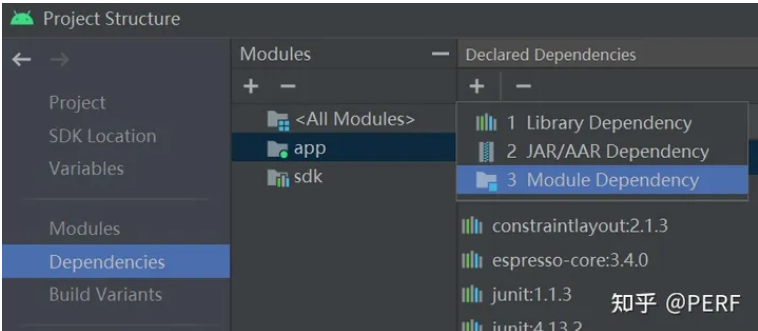 Project Structure
Project
SDK Location
Variables
Modules
Dependencies
Build Variants
Modules
<All Modules>
app
sdk
Declared Dependencies
1 Library Dependency
2 JAR/AAR Dependency
3 Module Dependency
constraintlayout:2.1.3
espresso-core:3.4.0
junit:1.1.3
junit:4.13.2
知乎 @PERF